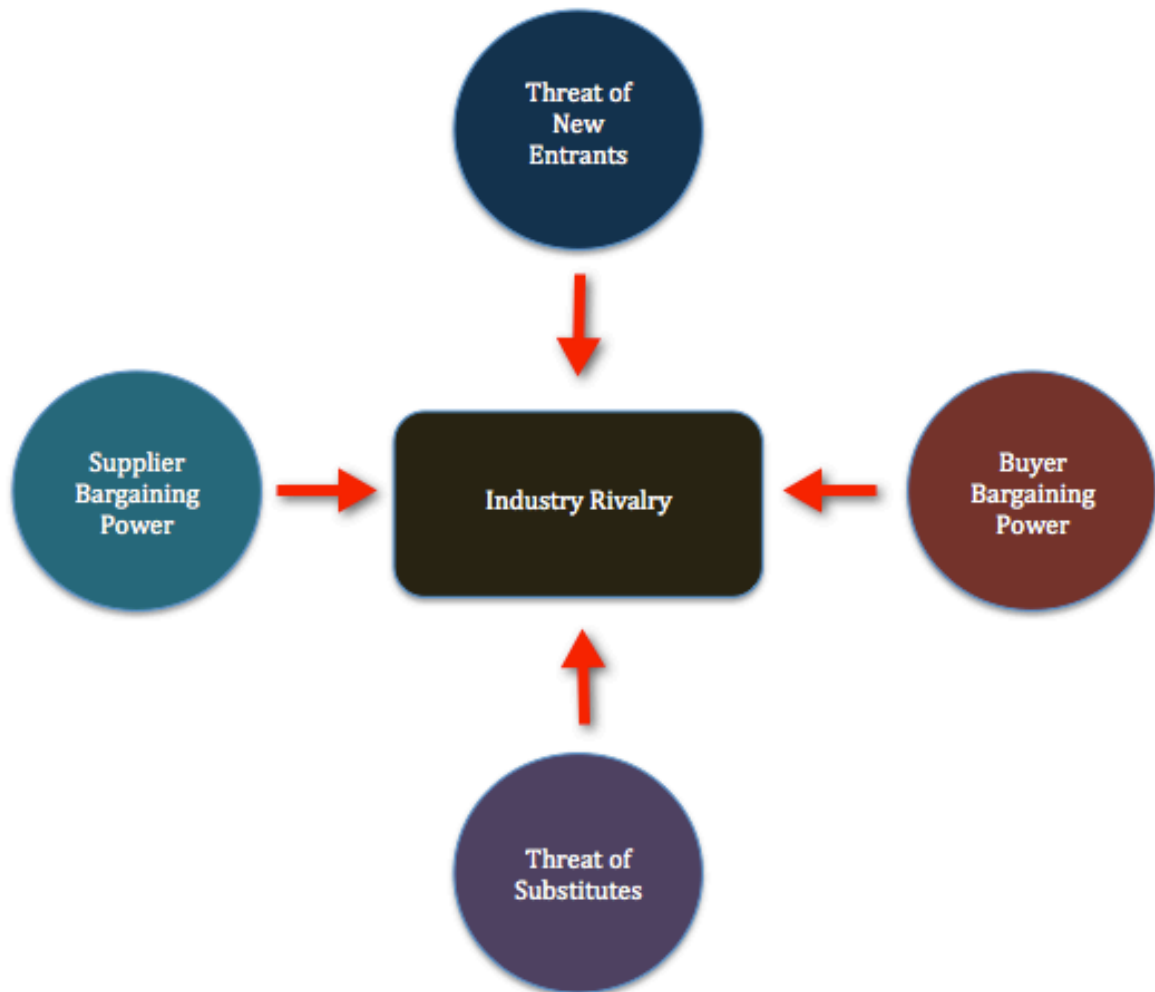 Threat of
New
Entrants
Supplier
Bargaining
Power
Industry Rivalry
Buyer
Bargaining
Power
Threat of
Substitutes